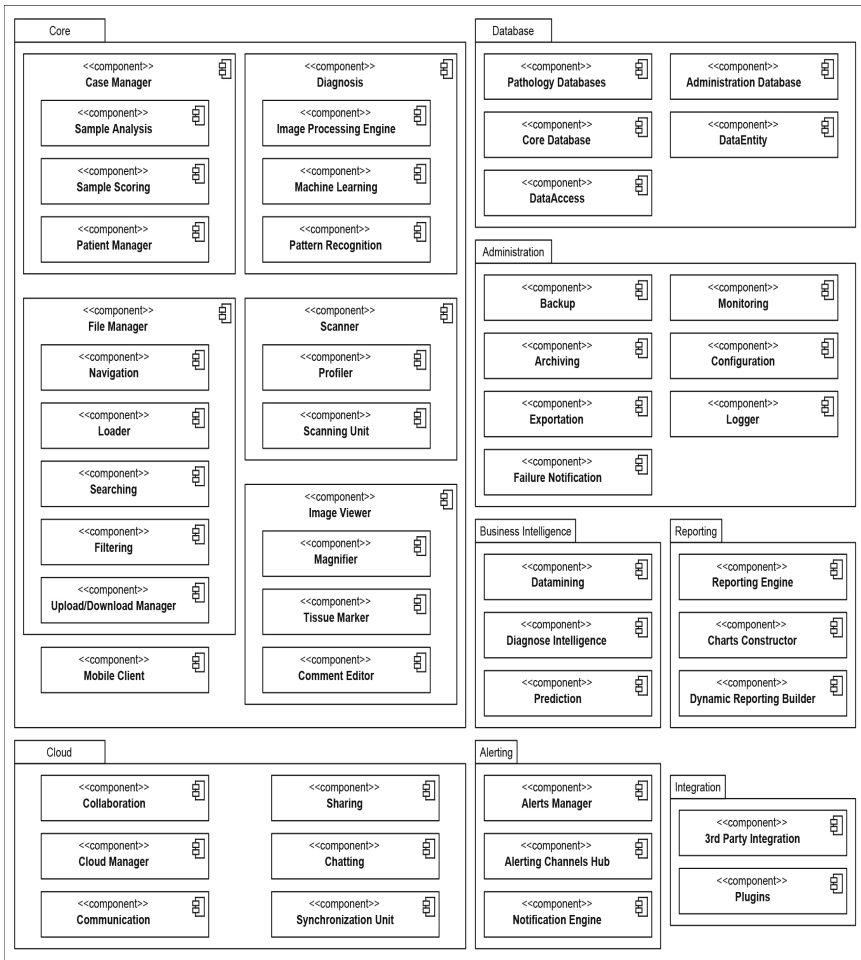 Core
<<component>>
Case Manager
<<component>>
Sample Analysis
<<component>>
Sample Scoring
<<component>>
Patient Manager
<<component>>
Diagnosis
<<component>>
Image Processing Engine
<<component>>
Machine Learning
<<component>>
Pattern Recognition
<<component>>
File Manager
<<component>>
Navigation
<<component>>
Loader
<<component>>
Searching
<<component>>
Filtering
<<component>>
Upload/Download Manager
<<component>>
Mobile Client
<<component>>
Scanner
<<component>>
Profiler
<<component>>
Scanning Unit
<<component>>
Image Viewer
<<component>>
Magnifier
<<component>>
Tissue Marker
<<component>>
Comment Editor
Database
<<component>>
Pathology Databases
<<component>>
Administration Database
<<component>>
Core Database
<<component>>
DataEntity
<<component>>
DataAccess
Administration
<<component>>
Backup
<<component>>
Monitoring
<<component>>
Archiving
<<component>>
Configuration
<<component>>
Exportation
<<component>>
Logger
<<component>>
Failure Notification
Business Intelligence
<<component>>
Datamining
<<component>>
Diagnose Intelligence
<<component>>
Prediction
Reporting
<<component>>
Reporting Engine
<<component>>
Charts Constructor
<<component>>
Dynamic Reporting Builder
Cloud
<<component>>
Collaboration
<<component>>
Sharing
<<component>>
Cloud Manager
<<component>>
Chatting
<<component>>
Communication
<<component>>
Synchronization Unit
Alerting
<<component>>
Alerts Manager
<<component>>
Alerting Channels Hub
<<component>>
Notification Engine
Integration
<<component>>
3rd Party Integration
<<component>>
Plugins